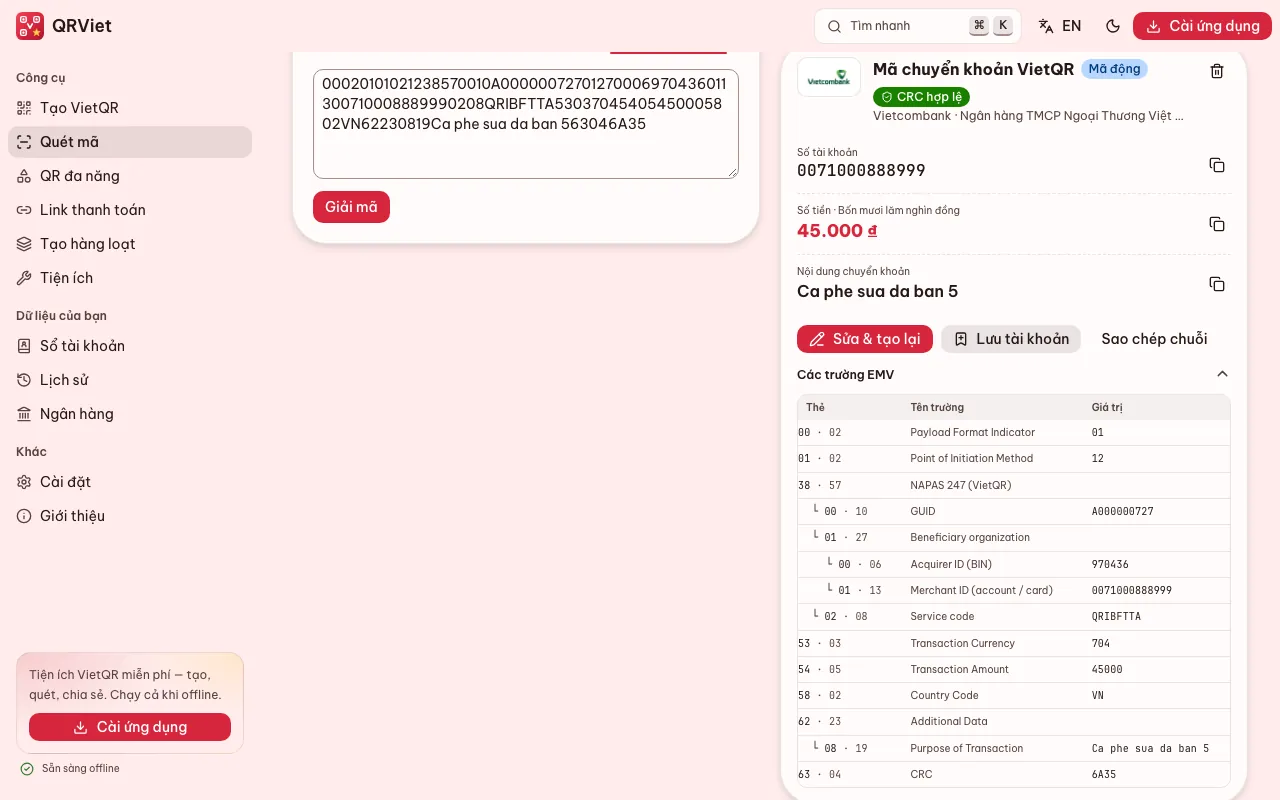 QRViet
Tìm nhanh ⌘ K
EN
Cài ứng dụng
Công cụ
Tạo VietQR
Quét mã
QR đa năng
Link thanh toán
Tạo hàng loạt
Tiện ích
Dữ liệu của bạn
Sổ tài khoản
Lịch sử
Ngân hàng
Khác
Cài đặt
Giới thiệu
Tiện ích VietQR miễn phí — tạo,
quét, chia sẻ. Chạy cả khi offline.
Cài ứng dụng
Sẵn sàng offline
00020101021238570010A00000072701270006970436011
300710008889990208QRIBFTTA530370454054500058
02VN62230819Ca phe sua da ban 563046A35
Giải mã
Vietcombank
Mã chuyển khoản VietQR Mã động
CRC hợp lệ
Vietcombank · Ngân hàng TMCP Ngoại Thương Việt ...
Số tài khoản
0071000888999
Số tiền · Bốn mươi lăm nghìn đồng
45.000 ₫
Nội dung chuyển khoản
Ca phe sua da ban 5
Sửa & tạo lại Lưu tài khoản Sao chép chuỗi
Các trường EMV
Thẻ Tên trường Giá trị
00 · 02 Payload Format Indicator 01
01 · 02 Point of Initiation Method 12
38 · 57 NAPAS 247 (VietQR)
└ 00 · 10 GUID A000000727
└ 01 · 27 Beneficiary organization
└ 00 · 06 Acquirer ID (BIN) 970436
└ 01 · 13 Merchant ID (account / card) 0071000888999
└ 02 · 08 Service code QRIBFTTA
53 · 03 Transaction Currency 704
54 · 05 Transaction Amount 45000
58 · 02 Country Code VN
62 · 23 Additional Data
└ 08 · 19 Purpose of Transaction Ca phe sua da ban 5
63 · 04 CRC 6A35